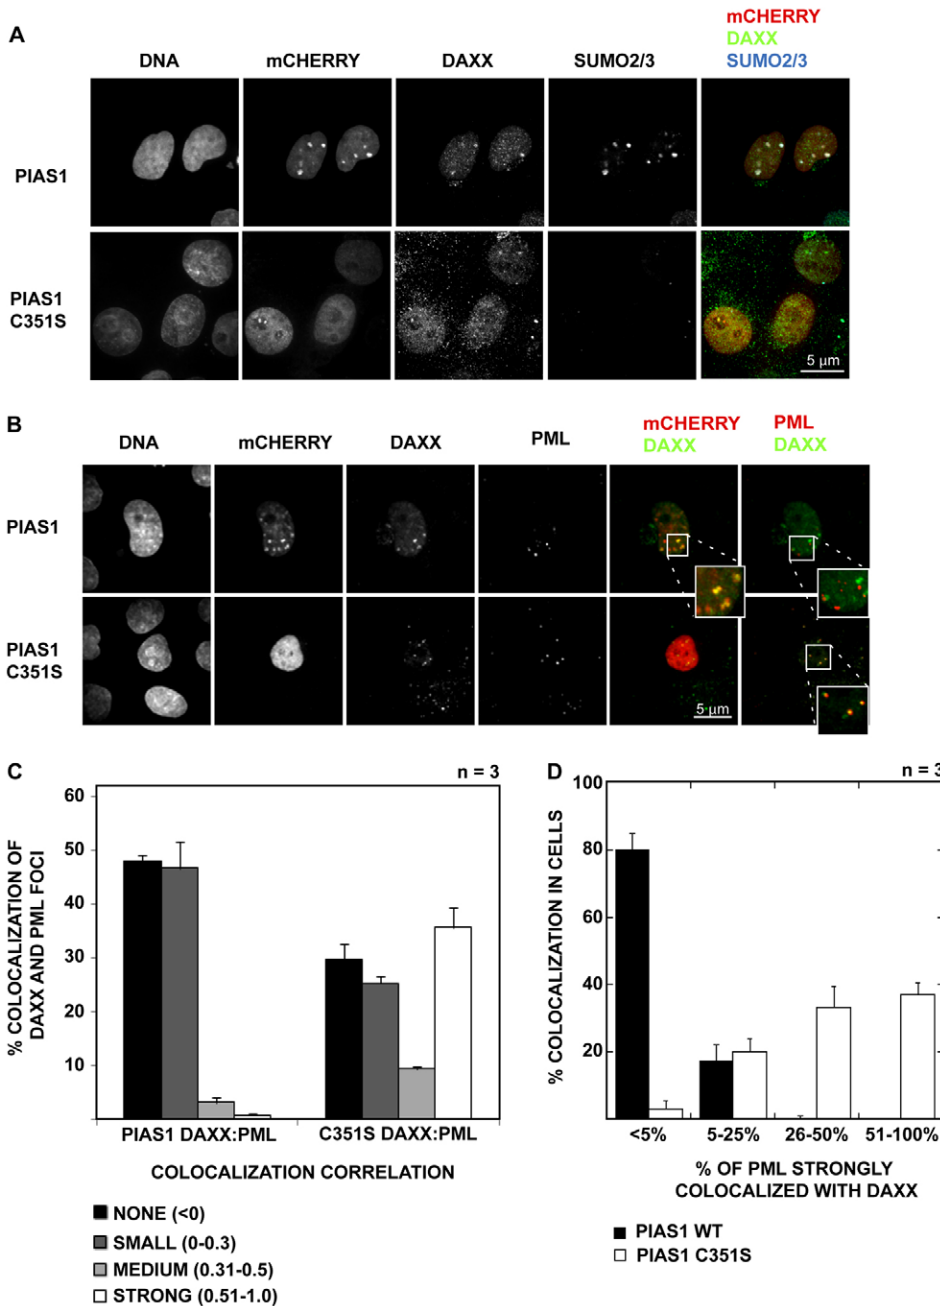 A
DNA
mCHERRY
DAXX
SUMO2/3
mCHERRY
DAXX
SUMO2/3
PIAS1
PIAS1
C351S
5 µm
B
DNA
mCHERRY
DAXX
PML
mCHERRY
DAXX
PML
DAXX
PIAS1
PIAS1
C351S
5 µm
C
n = 3
% COLOCALIZATION OF
DAXX AND PML FOCI
60
50
40
30
20
10
PIAS1 DAXX:PML
C351S DAXX:PML
COLOCALIZATION CORRELATION
NONE (<0)
SMALL (0-0.3)
MEDIUM (0.31-0.5)
STRONG (0.51-1.0)
D
n = 3
% COLOCALIZATION IN CELLS
100
80
60
40
20
<5%
5-25%
26-50%
51-100%
% OF PML STRONGLY
COLOCALIZED WITH DAXX
PIAS1 WT
PIAS1 C351S